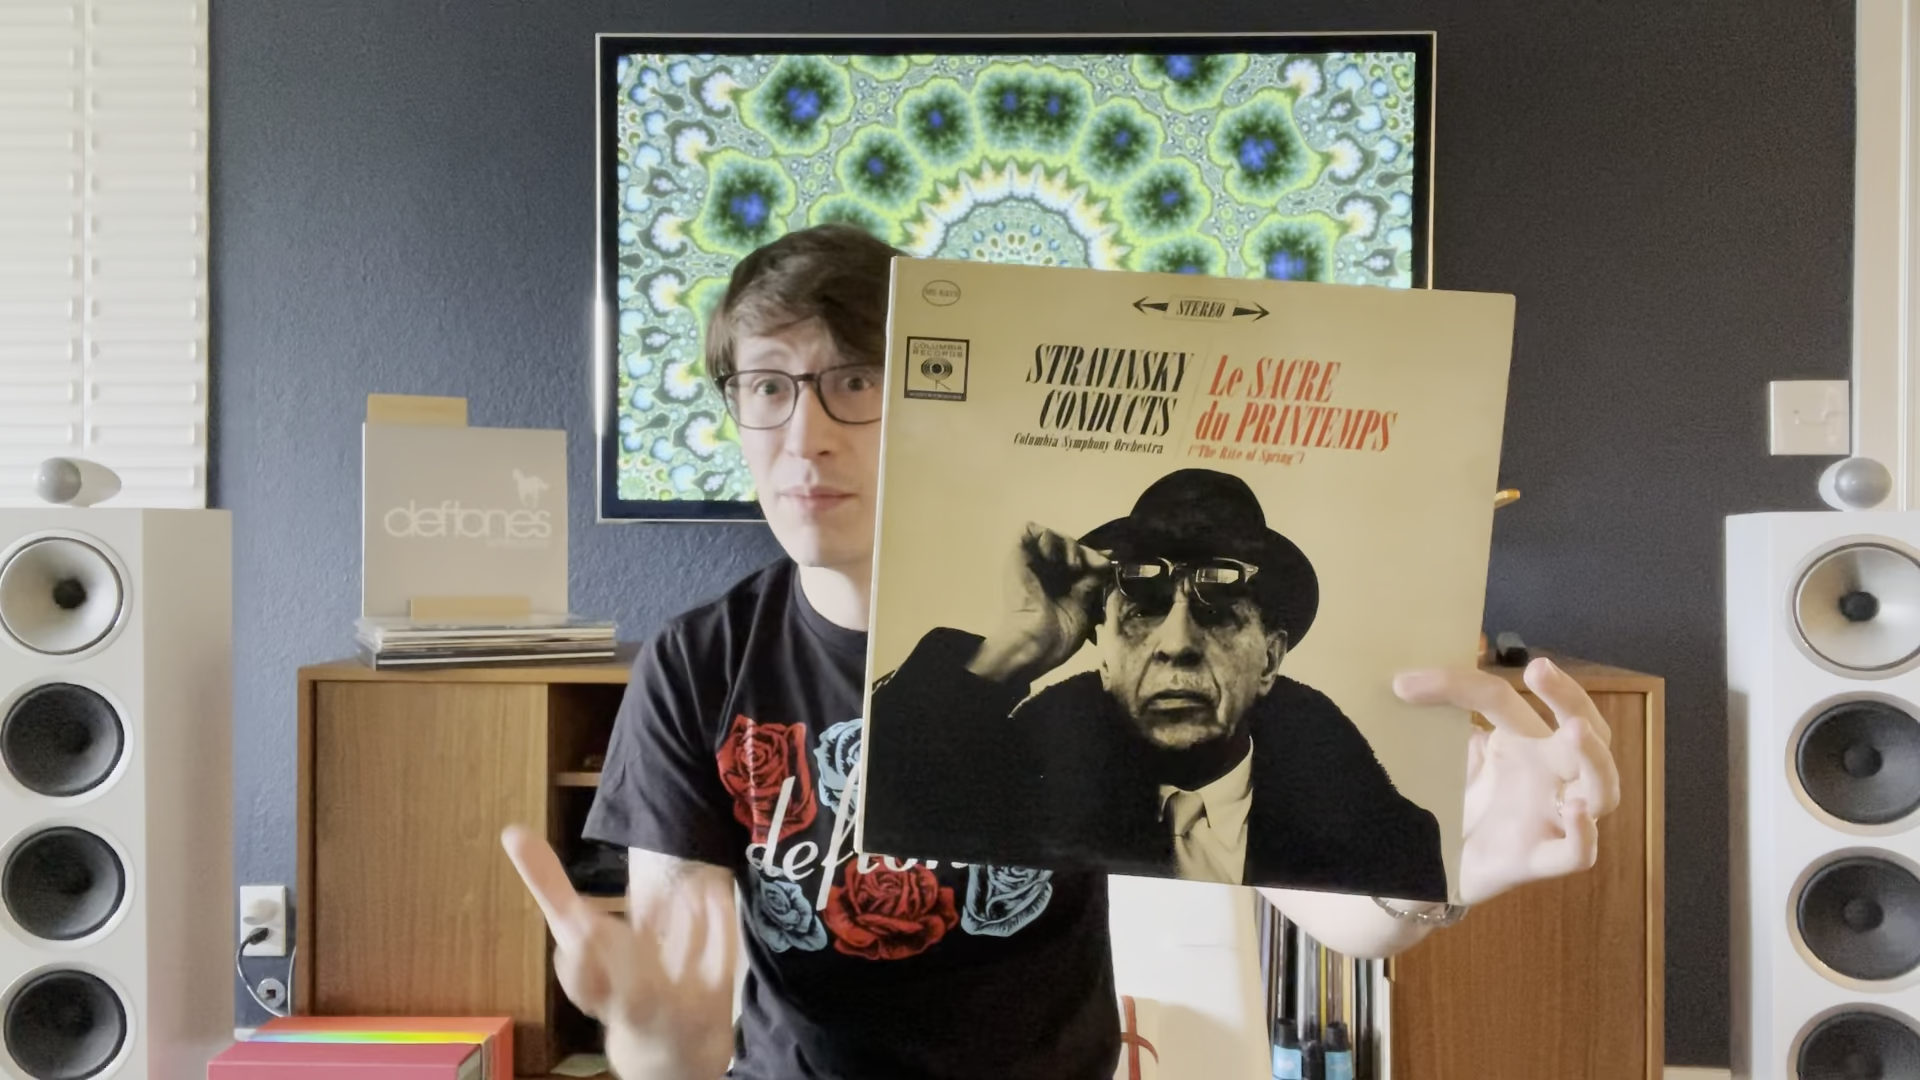 STEREO
COLUMBIA
RECORDS
STRAVINSKY
CONDUCTS
Columbia Symphony Orchestra
Le SACRE
du PRINTEMPS
("The Rite of Spring")
deftones
deftones